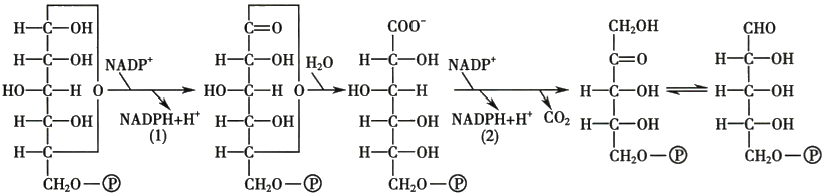 H—C—OH
H—C—OH
HO—C—H O
H—C—OH
H—C
CH₂O—Ⓟ
NADP⁺
NADPH+H⁺
(1)
C=O
H—C—OH
HO—C—H O
H—C—OH
H—C
CH₂O—Ⓟ
H₂O
COO⁻
H—C—OH
HO—C—H
H—C—OH
H—C—OH
CH₂O—Ⓟ
NADP⁺
NADPH+H⁺
(2)
CO₂
CH₂OH
C=O
H—C—OH
H—C—OH
CH₂O—Ⓟ
CHO
H—C—OH
H—C—OH
H—C—OH
CH₂O—Ⓟ